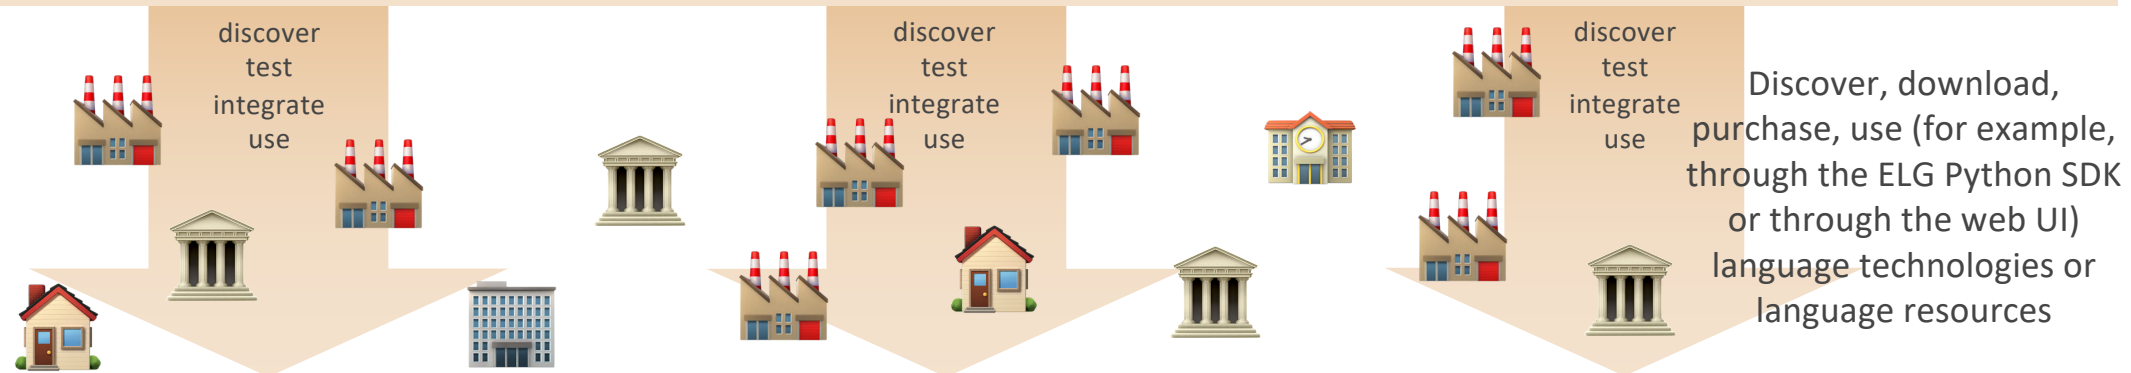 discover
test
integrate
use
discover
test
integrate
use
discover
test
integrate
use
Discover, download,
purchase, use (for example,
through the ELG Python SDK
or through the web UI)
language technologies or
language resources